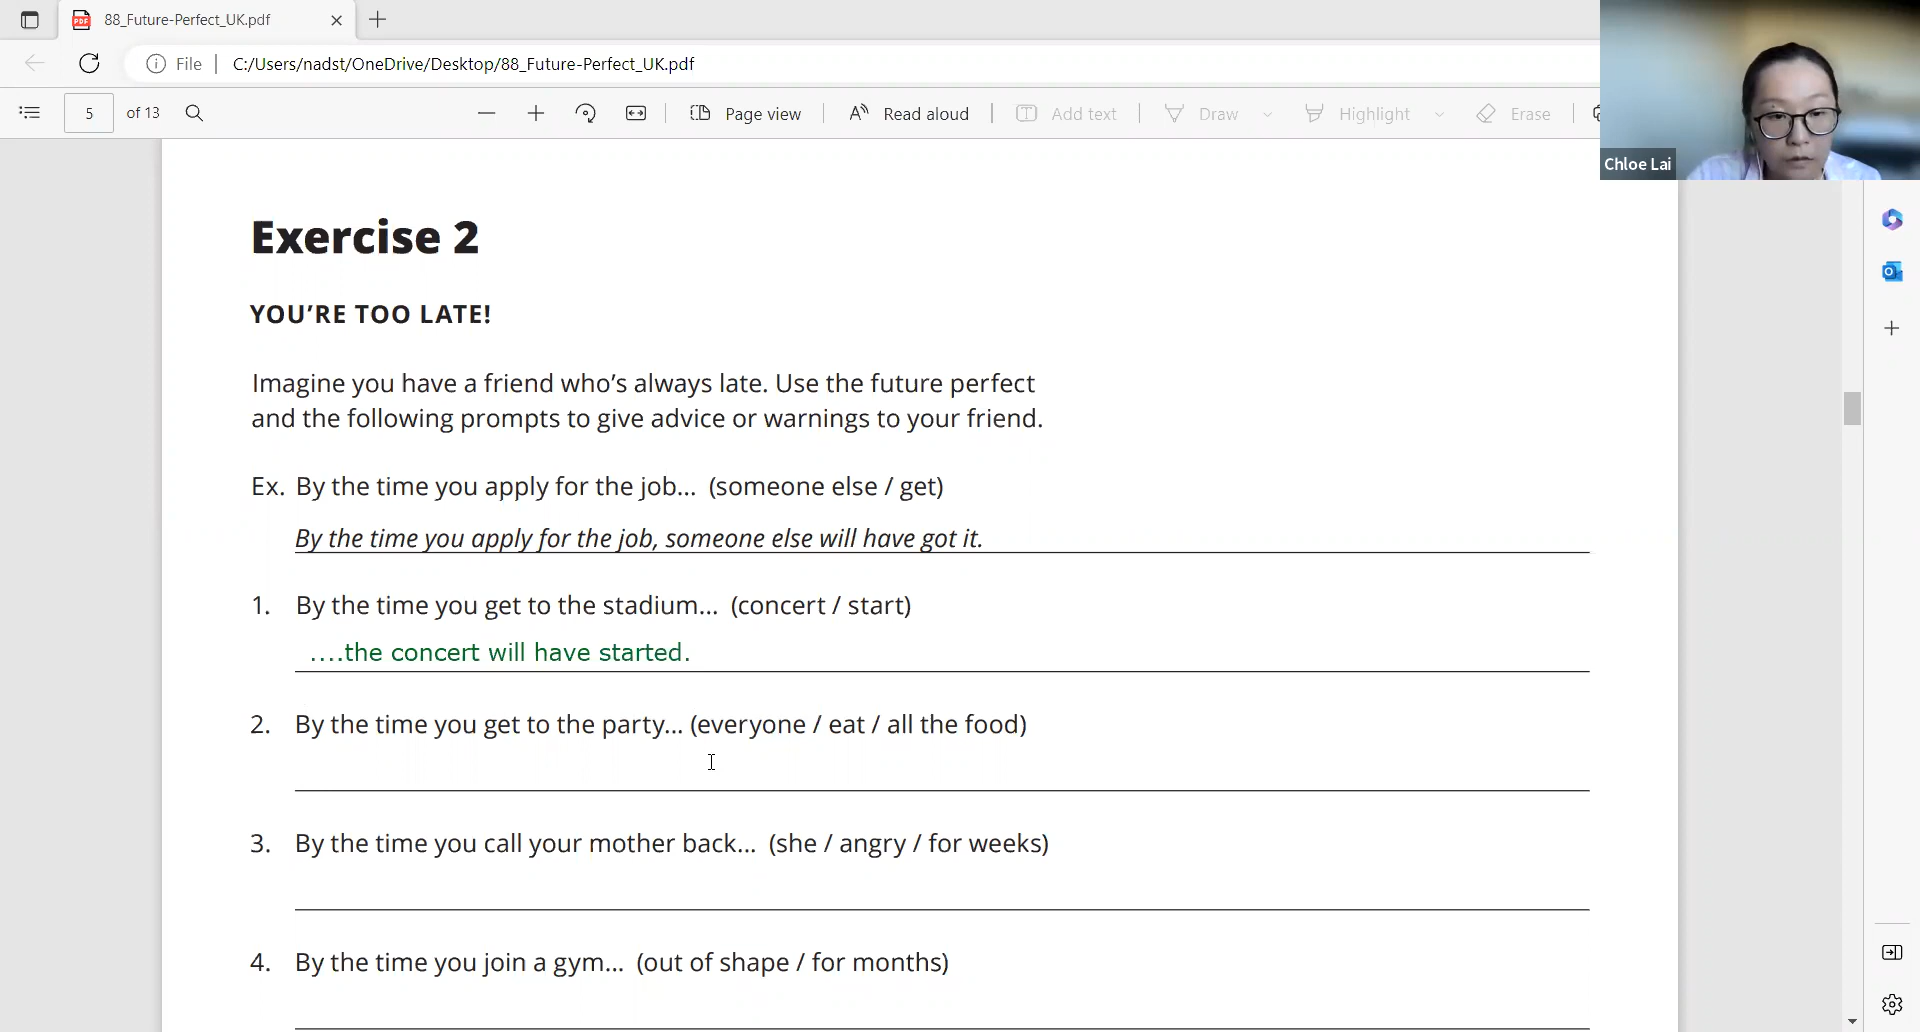 88_Future-Perfect_UK.pdf
File C:/Users/nadst/OneDrive/Desktop/88_Future-Perfect_UK.pdf
5 of 13 Page view Read aloud Add text Draw Highlight Erase
Chloe Lai
Exercise 2
YOU'RE TOO LATE!
Imagine you have a friend who's always late. Use the future perfect
and the following prompts to give advice or warnings to your friend.
Ex. By the time you apply for the job... (someone else / get)
By the time you apply for the job, someone else will have got it.
1. By the time you get to the stadium... (concert / start)
....the concert will have started.
2. By the time you get to the party... (everyone / eat / all the food)
3. By the time you call your mother back... (she / angry / for weeks)
4. By the time you join a gym... (out of shape / for months)